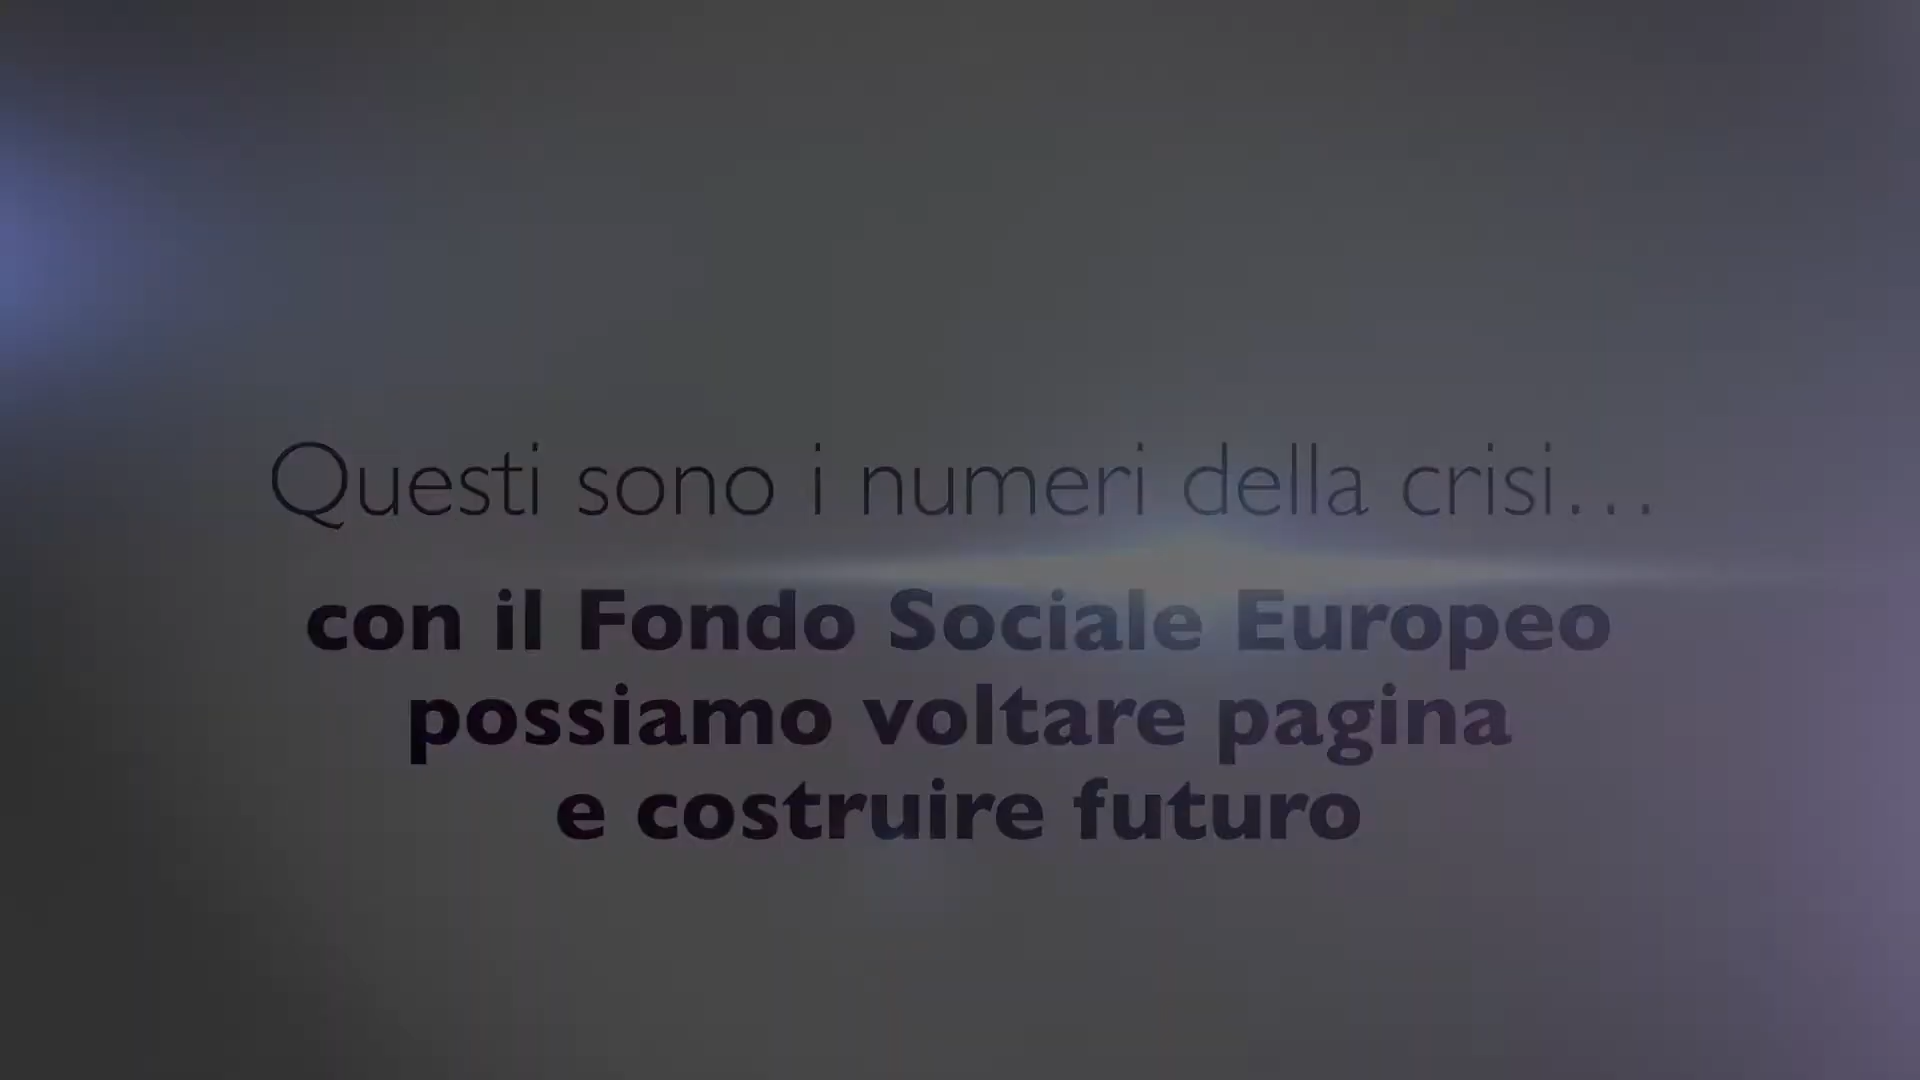 Questi sono i numeri della crisi...
con il Fondo Sociale Europeo
possiamo voltare pagina
e costruire futuro